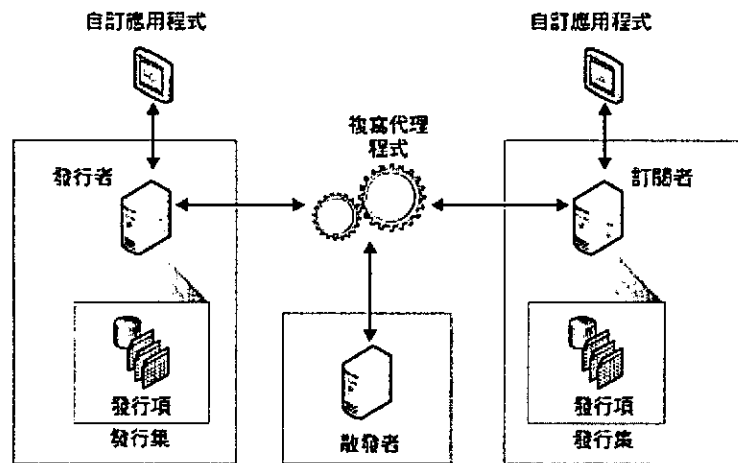 自訂應用程式
自訂應用程式
複寫代理
程式
發行者
訂閱者
發行項
發行集
散發者
發行項
發行集